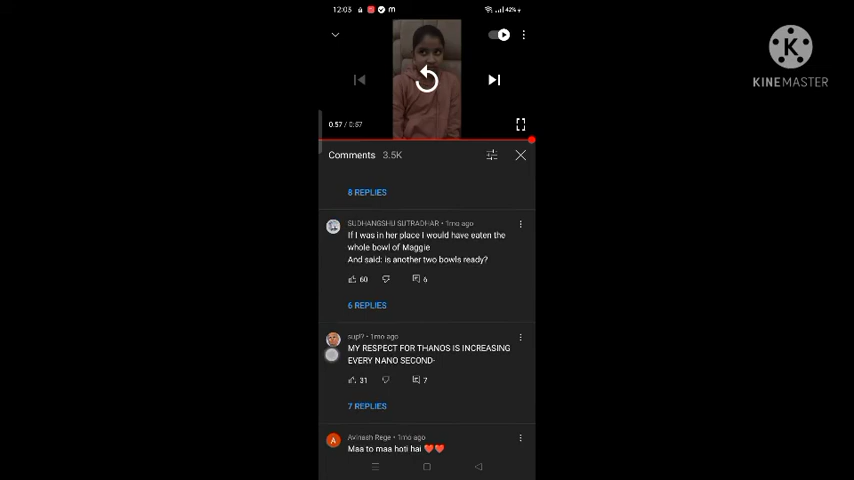 12:03 m 42%
K
KINEMASTER
0:57 / 0:57
Comments 3.5K
8 REPLIES
SUDHANGSHU SUTRADHAR • 1mo ago
If I was in her place I would have eaten the
whole bowl of Maggie
And said: is another two bowls ready?
60 6
6 REPLIES
sup!? • 1mo ago
MY RESPECT FOR THANOS IS INCREASING
EVERY NANO SECOND-
31 7
7 REPLIES
A
Avinash Rege • 1mo ago
Maa to maa hoti hai ❤️❤️